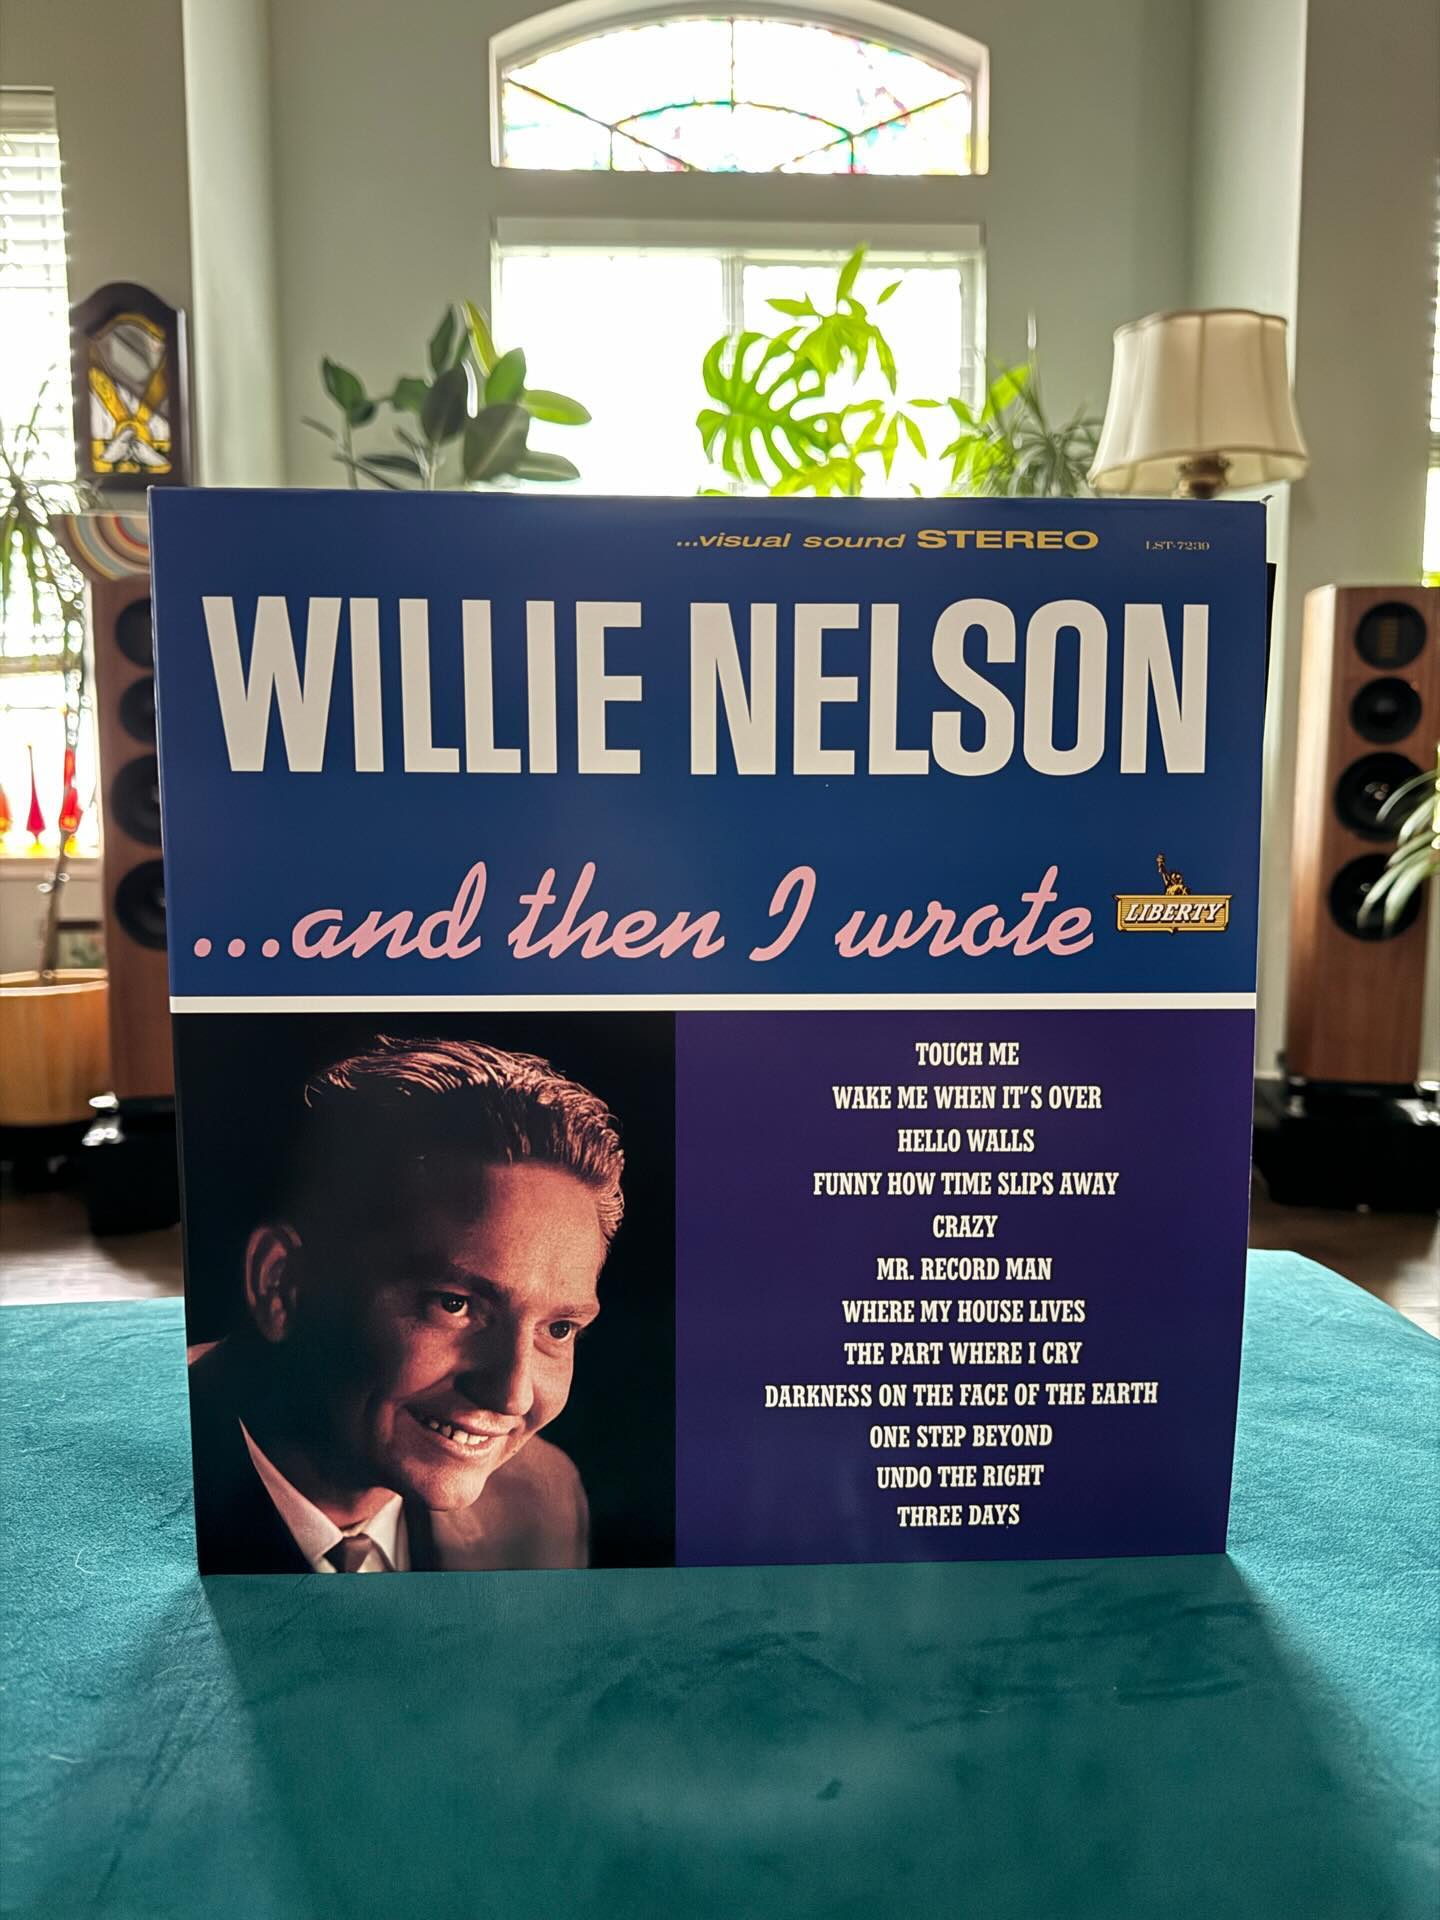 ...visual sound STEREO LST-7239
WILLIE NELSON
...and then I wrote
LIBERTY
TOUCH ME
WAKE ME WHEN IT'S OVER
HELLO WALLS
FUNNY HOW TIME SLIPS AWAY
CRAZY
MR. RECORD MAN
WHERE MY HOUSE LIVES
THE PART WHERE I CRY
DARKNESS ON THE FACE OF THE EARTH
ONE STEP BEYOND
UNDO THE RIGHT
THREE DAYS